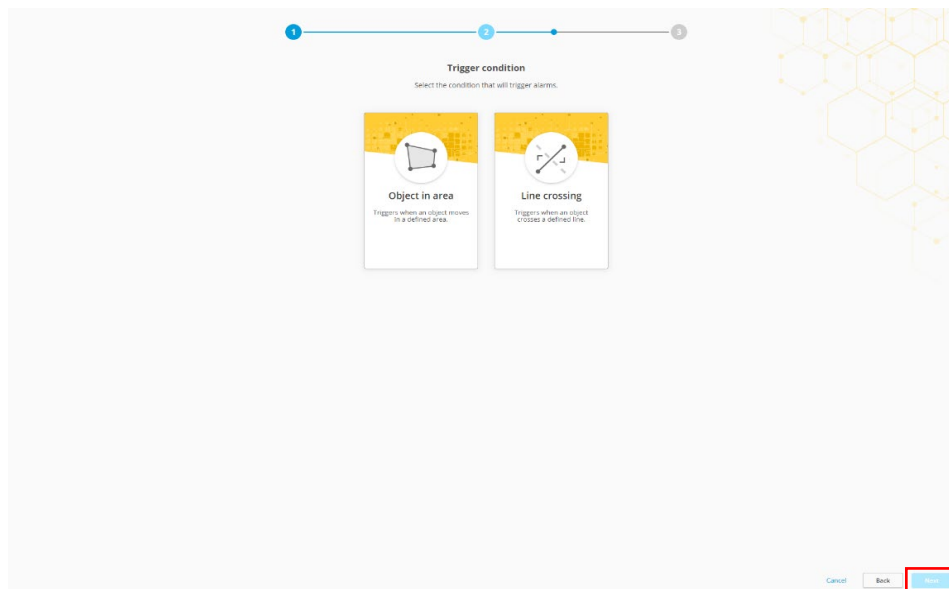 1 2 3
Trigger condition
Select the condition that will trigger alarms.
Object in area
Triggers when an object moves
in a defined area.
Line crossing
Triggers when an object
crosses a defined line.
Cancel Back Next